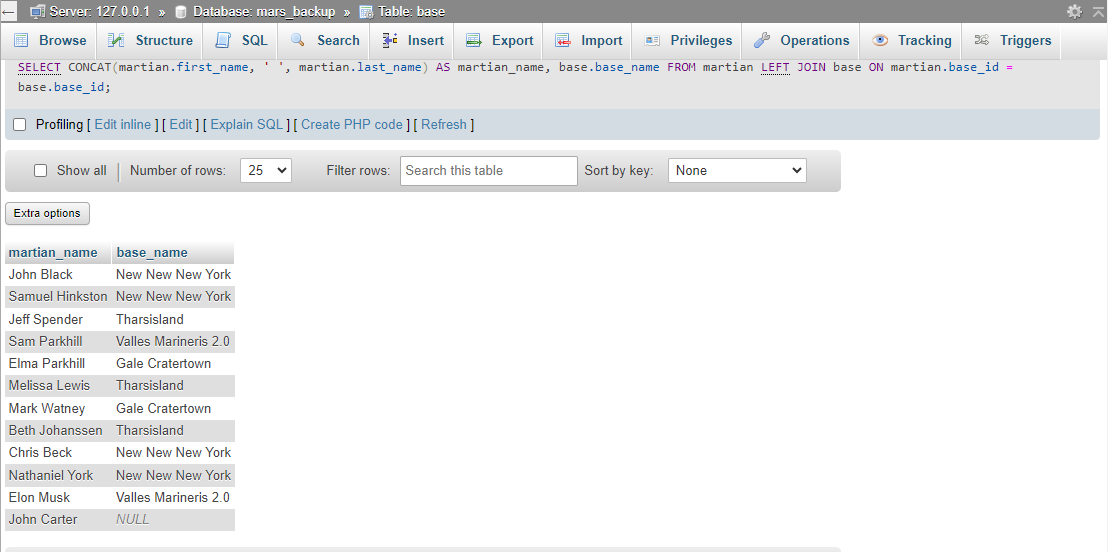 Server: 127.0.0.1 » Database: mars_backup » Table: base
Browse Structure SQL Search Insert Export Import Privileges Operations Tracking Triggers
SELECT CONCAT(martian.first_name, ' ', martian.last_name) AS martian_name, base.base_name FROM martian LEFT JOIN base ON martian.base_id =
base.base_id;
Profiling [ Edit inline ] [ Edit ] [ Explain SQL ] [ Create PHP code ] [ Refresh ]
Show all Number of rows: 25 Filter rows: Search this table Sort by key: None
Extra options
martian_name base_name
John Black New New New York
Samuel Hinkston New New New York
Jeff Spender Tharsisland
Sam Parkhill Valles Marineris 2.0
Elma Parkhill Gale Cratertown
Melissa Lewis Tharsisland
Mark Watney Gale Cratertown
Beth Johanssen Tharsisland
Chris Beck New New New York
Nathaniel York New New New York
Elon Musk Valles Marineris 2.0
John Carter NULL